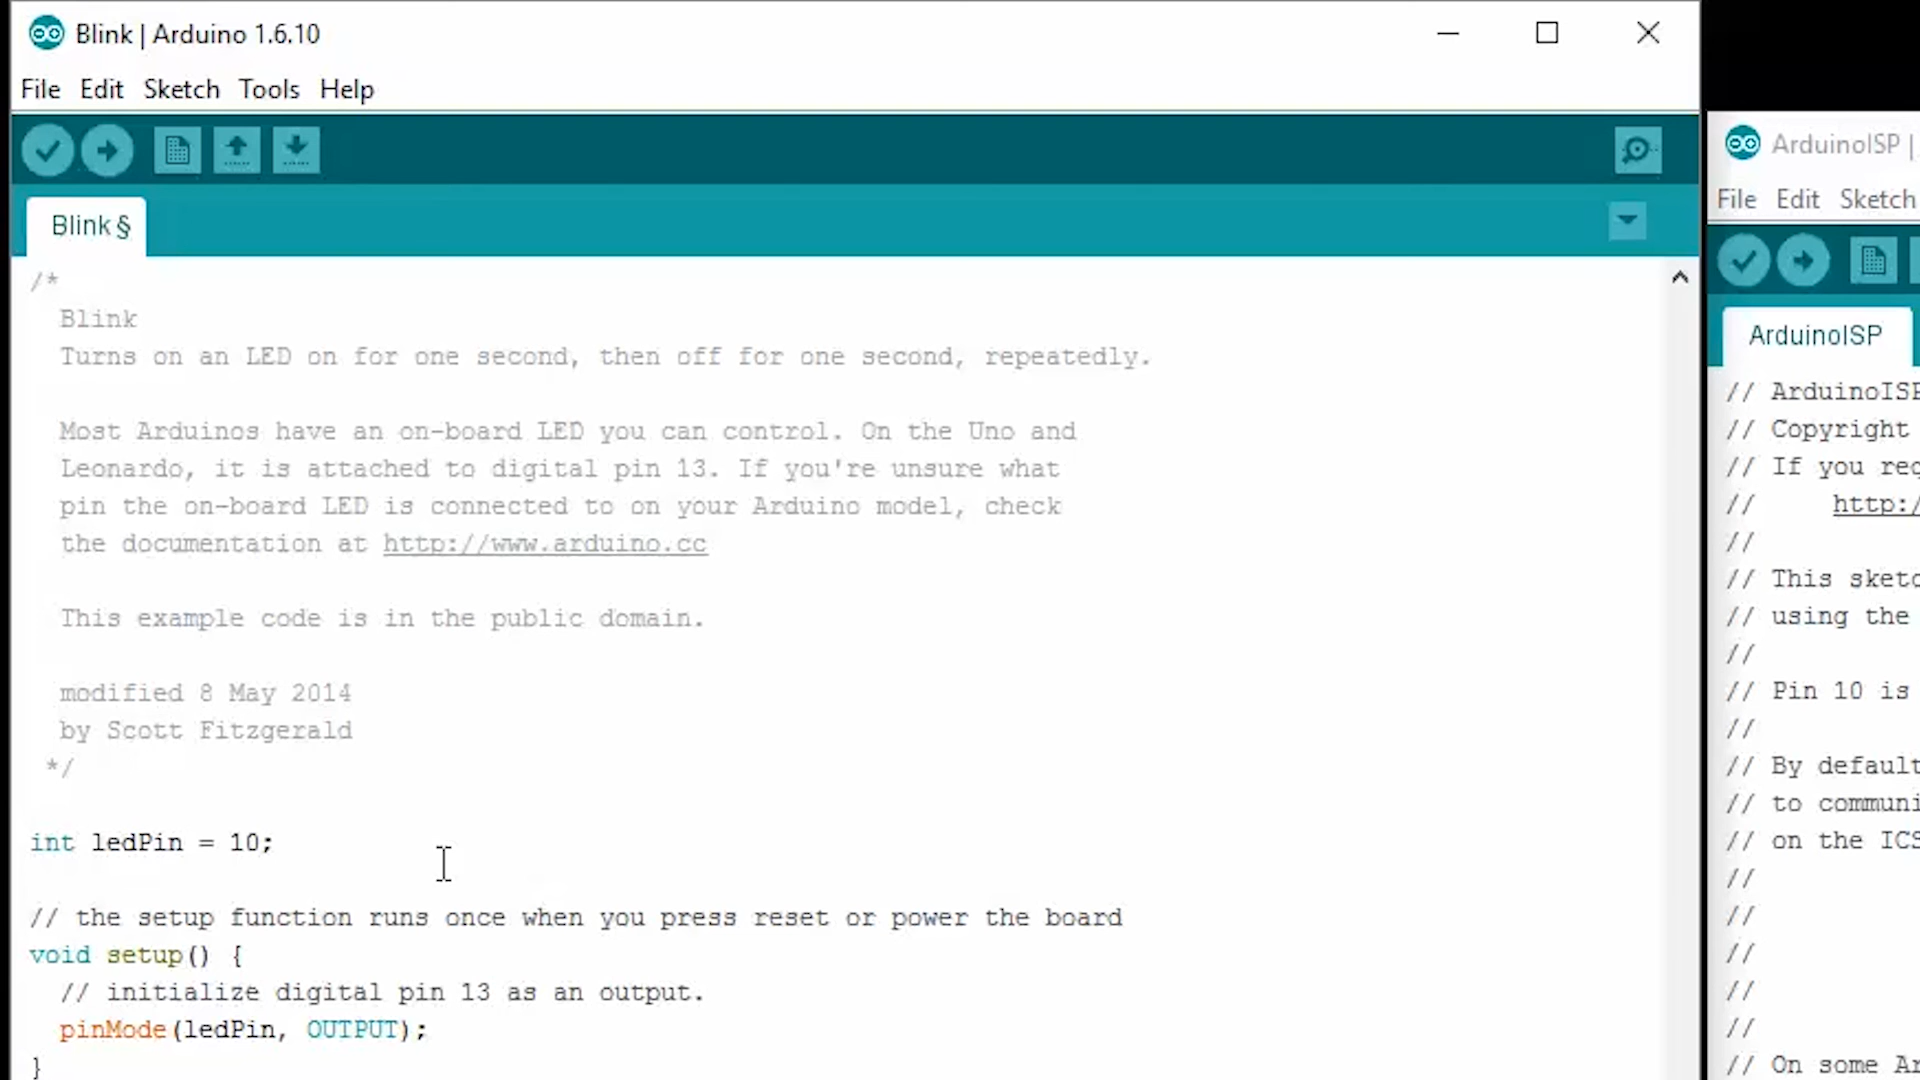 Blink | Arduino 1.6.10
File Edit Sketch Tools Help
Blink §
/*
Blink
Turns on an LED on for one second, then off for one second, repeatedly.
Most Arduinos have an on-board LED you can control. On the Uno and
Leonardo, it is attached to digital pin 13. If you're unsure what
pin the on-board LED is connected to on your Arduino model, check
the documentation at http://www.arduino.cc
This example code is in the public domain.
modified 8 May 2014
by Scott Fitzgerald
*/
int ledPin = 10;
// the setup function runs once when you press reset or power the board
void setup() {
// initialize digital pin 13 as an output.
pinMode(ledPin, OUTPUT);
}
ArduinoISP |
File Edit Sketch
ArduinoISP
// ArduinoISP
// Copyright
// If you
// http:/
//
// This
// using the
//
// Pin 10 is
//
// By default
// to
// on the
//
//
//
//
//
// On some